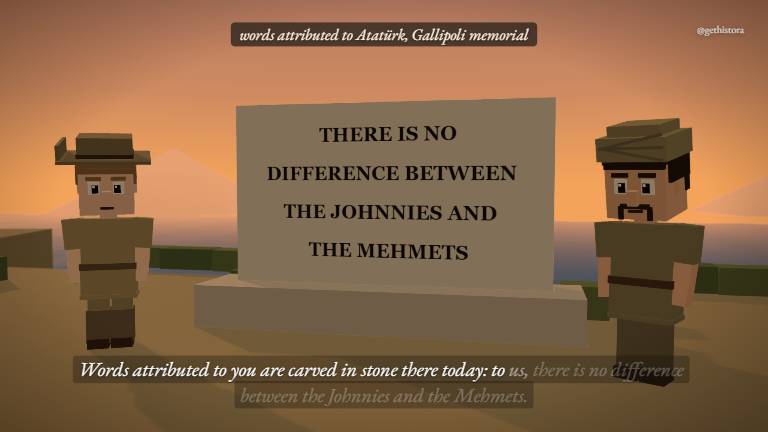 words attributed to Atatürk, Gallipoli memorial
@gethistora
THERE IS NO
DIFFERENCE BETWEEN
THE JOHNNIES AND
THE MEHMETS
Words attributed to you are carved in stone there today: to us, there is no difference
between the Johnnies and the Mehmets.